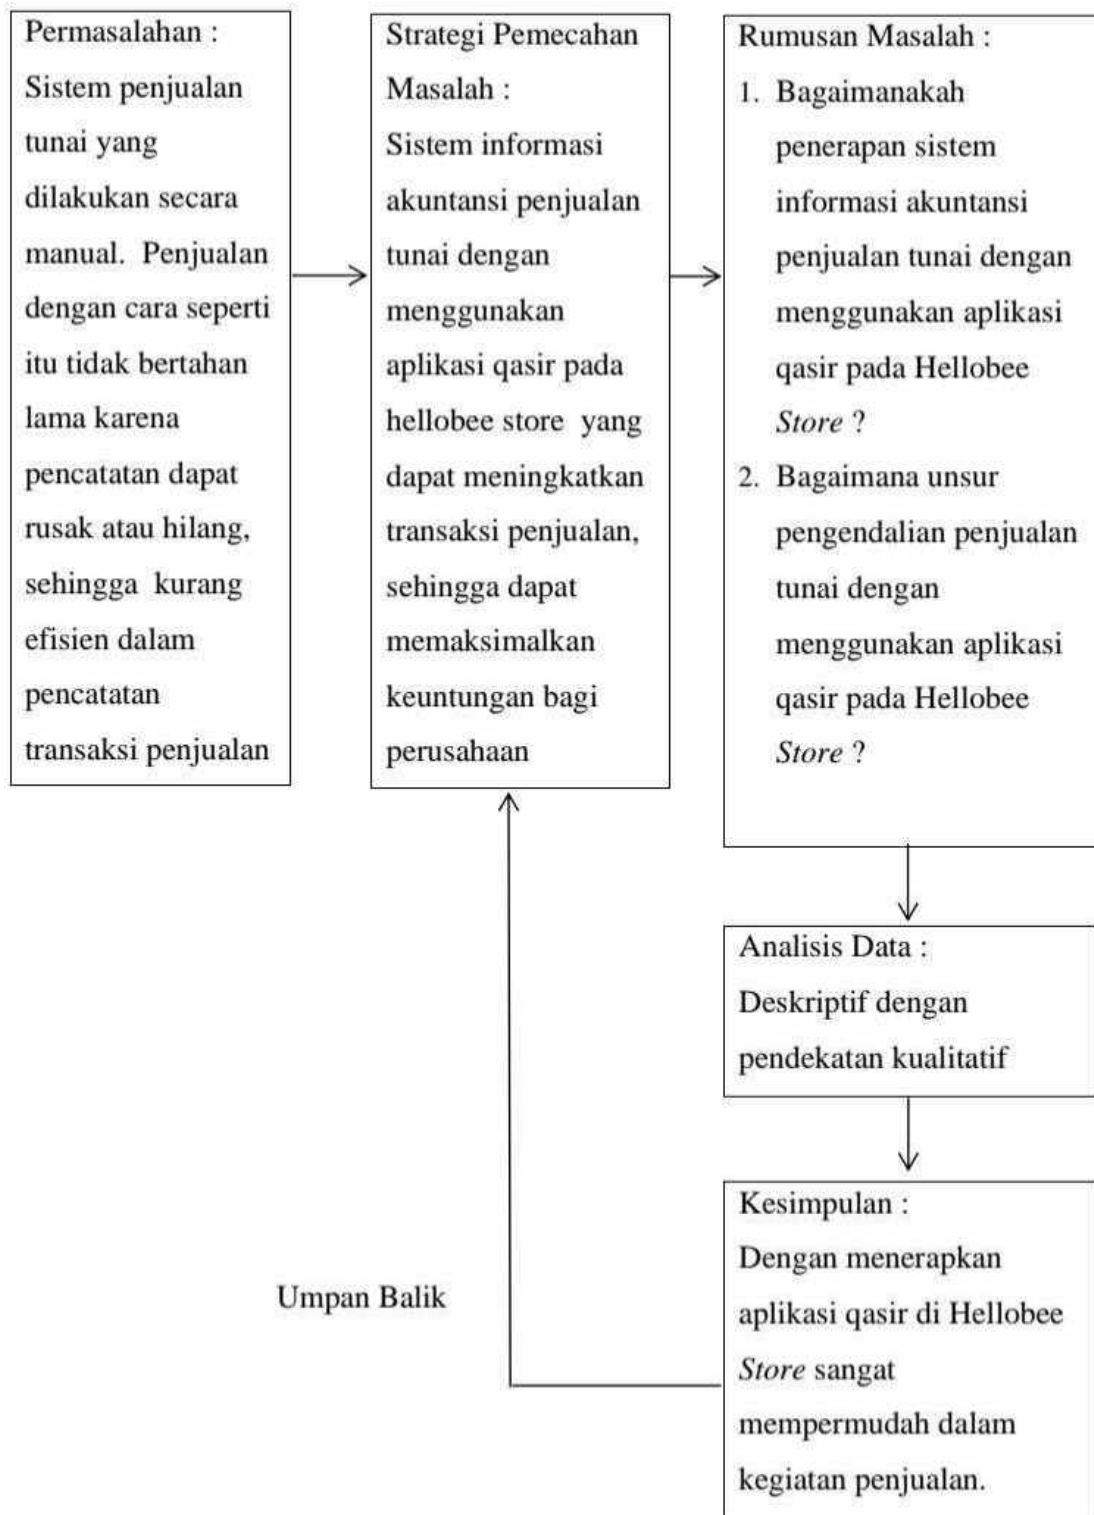 Permasalahan :
Sistem penjualan
tunai yang
dilakukan secara
manual. Penjualan
dengan cara seperti
itu tidak bertahan
lama karena
pencatatan dapat
rusak atau hilang,
sehingga kurang
efisien dalam
pencatatan
transaksi penjualan
Strategi Pemecahan
Masalah :
Sistem informasi
akuntansi penjualan
tunai dengan
menggunakan
aplikasi qasir pada
hellobee store yang
dapat meningkatkan
transaksi penjualan,
sehingga dapat
memaksimalkan
keuntungan bagi
perusahaan
Rumusan Masalah :
1. Bagaimanakah
penerapan sistem
informasi akuntansi
penjualan tunai dengan
menggunakan aplikasi
qasir pada Hellobee
Store ?
2. Bagaimana unsur
pengendalian penjualan
tunai dengan
menggunakan aplikasi
qasir pada Hellobee
Store ?
Analisis Data :
Deskriptif dengan
pendekatan kualitatif
Kesimpulan :
Dengan menerapkan
aplikasi qasir di Hellobee
Store sangat
mempermudah dalam
kegiatan penjualan.
Umpan Balik